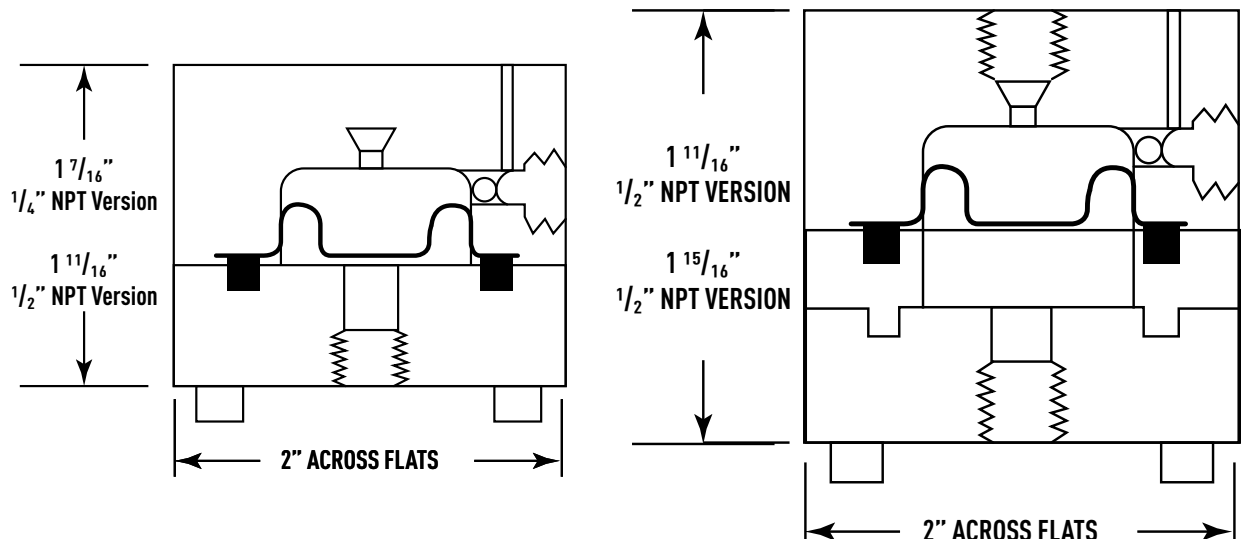 1 7/16”
1/4” NPT Version
1 11/16”
1/2” NPT Version
2” ACROSS FLATS
1 11/16”
1/2” NPT VERSION
1 15/16”
1/2” NPT VERSION
2” ACROSS FLATS